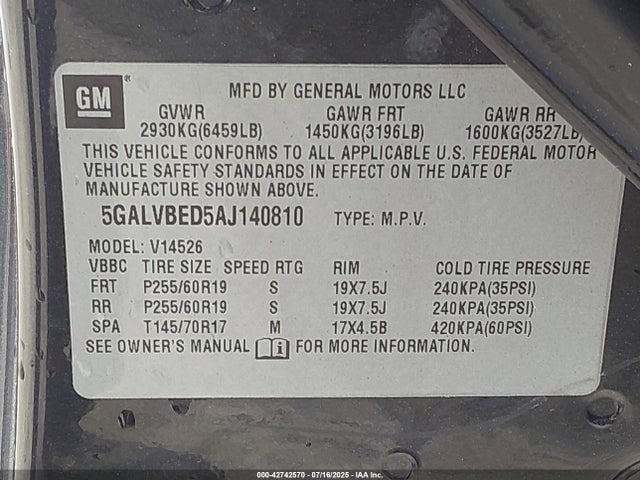 GM
MFD BY GENERAL MOTORS LLC
GVWR GAWR FRT GAWR RR
2930KG(6459LB) 1450KG(3196LB) 1600KG(3527LB)
THIS VEHICLE CONFORMS TO ALL APPLICABLE U.S. FEDERAL MOTOR
VEHICLE SAFETY STANDARDS IN EFFECT ON THE DATE OF
MANUFACTURE SHOWN ABOVE.
5GALVBED5AJ140810 TYPE: M.P.V.
MODEL: V14526
VBBC TIRE SIZE SPEED RTG RIM COLD TIRE PRESSURE
FRT P255/60R19 S 19X7.5J 240KPA(35PSI)
RR P255/60R19 S 19X7.5J 240KPA(35PSI)
SPA T145/70R17 M 17X4.5B 420KPA(60PSI)
SEE OWNER'S MANUAL FOR MORE INFORMATION.
000-42742570 - 07/16/2025 - IAA Inc.